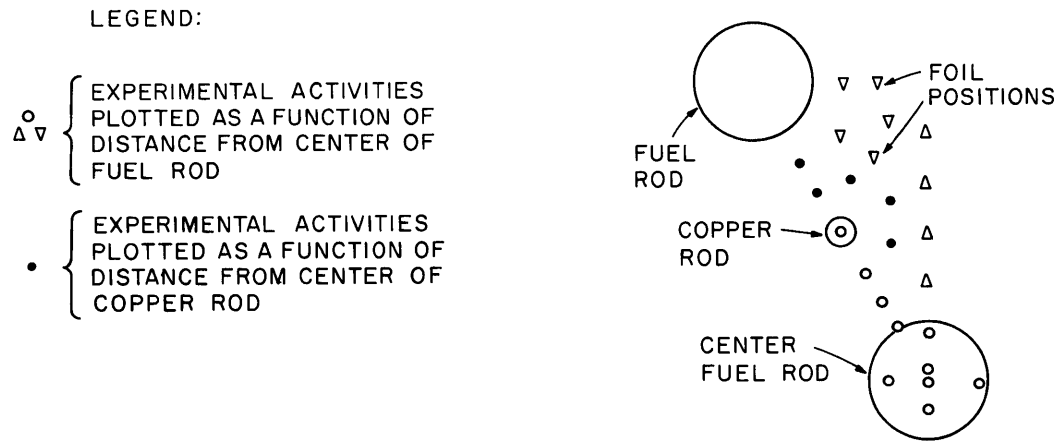 LEGEND:
EXPERIMENTAL ACTIVITIES
PLOTTED AS A FUNCTION OF
DISTANCE FROM CENTER OF
FUEL ROD
EXPERIMENTAL ACTIVITIES
PLOTTED AS A FUNCTION OF
DISTANCE FROM CENTER OF
COPPER ROD
FOIL
POSITIONS
FUEL
ROD
COPPER
ROD
CENTER
FUEL ROD